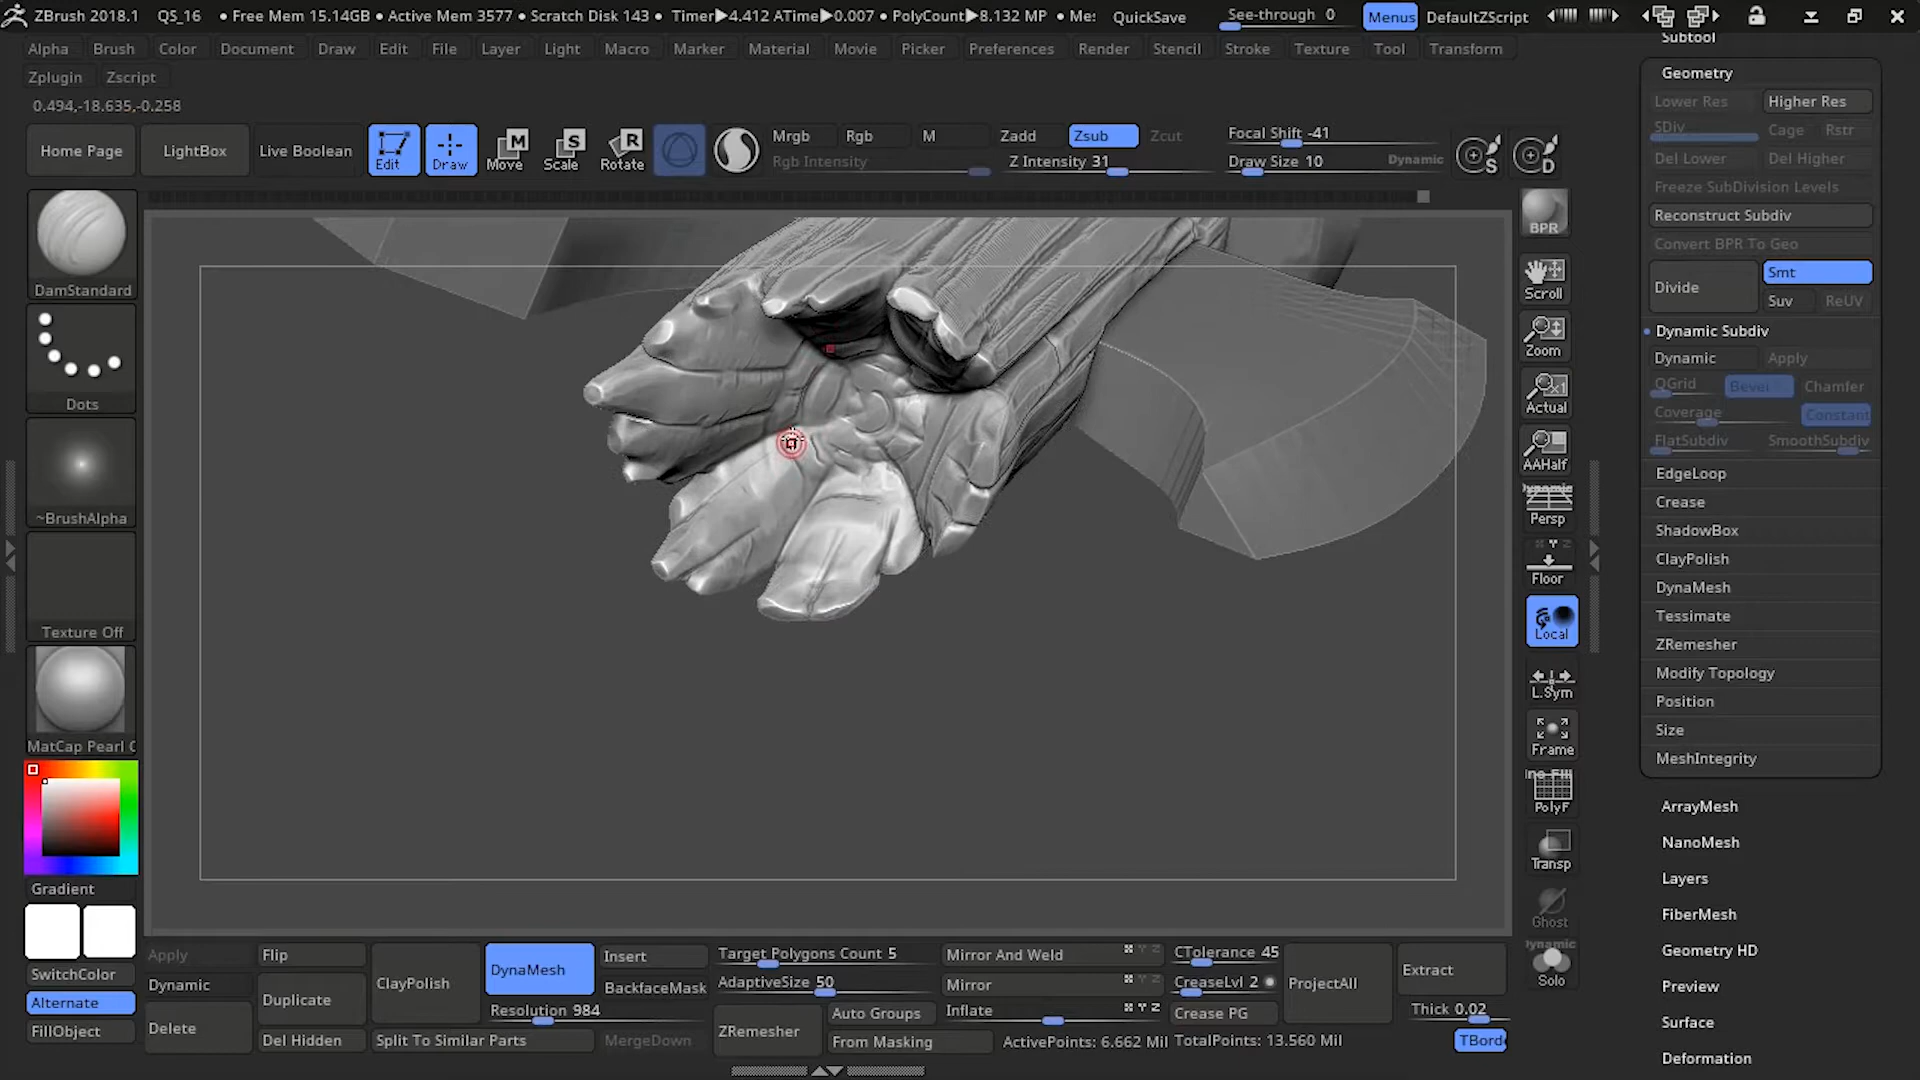 ZBrush 2018.1 QS_16 • Free Mem 15.14GB • Active Mem 3577 • Scratch Disk 143 • Timer▶4.412 ATime▶0.007 • PolyCount▶8.132 MP • Me: QuickSave See-through 0 Menus DefaultZScript
Alpha Brush Color Document Draw Edit File Layer Light Macro Marker Material Movie Picker Preferences Render Stencil Stroke Texture Tool Transform
Zplugin Zscript
0.494,-18.635,-0.258
Home Page LightBox Live Boolean Edit Draw Move Scale Rotate
M S R
Mrgb Rgb M Zadd Zsub Zcut Focal Shift -41
Rgb Intensity Z Intensity 31 Draw Size 10 Dynamic
S D
DamStandard
Dots
~BrushAlpha
Texture Off
MatCap Pearl C
Gradient
SwitchColor
Alternate
FillObject
BPR
Scroll
Zoom
Actual
AAHalf
Dynamic
Persp
Floor
Local
L.Sym
Frame
PolyF
Transp
Ghost
Dynamic
Solo
Subtool
Geometry
Lower Res Higher Res
SDiv Cage Rstr
Del Lower Del Higher
Freeze SubDivision Levels
Reconstruct Subdiv
Convert BPR To Geo
Divide Smt
Suv ReUV
Dynamic Subdiv
Dynamic Apply
QGrid Bevel Chamfer
Coverage Constant
FlatSubdiv SmoothSubdiv
EdgeLoop
Crease
ShadowBox
ClayPolish
DynaMesh
Tessimate
ZRemesher
Modify Topology
Position
Size
MeshIntegrity
ArrayMesh
NanoMesh
Layers
FiberMesh
Geometry HD
Preview
Surface
Deformation
Apply Flip ClayPolish DynaMesh Insert Target Polygons Count 5 Mirror And Weld CTolerance 45 ProjectAll Extract
Dynamic Duplicate Resolution 984 BackfaceMask AdaptiveSize 50 Mirror CreaseLvl 2 Thick 0.02
Delete Del Hidden Split To Similar Parts MergeDown ZRemesher Auto Groups Inflate Crease PG
From Masking ActivePoints: 6.662 Mil TotalPoints: 13.560 Mil TBorde